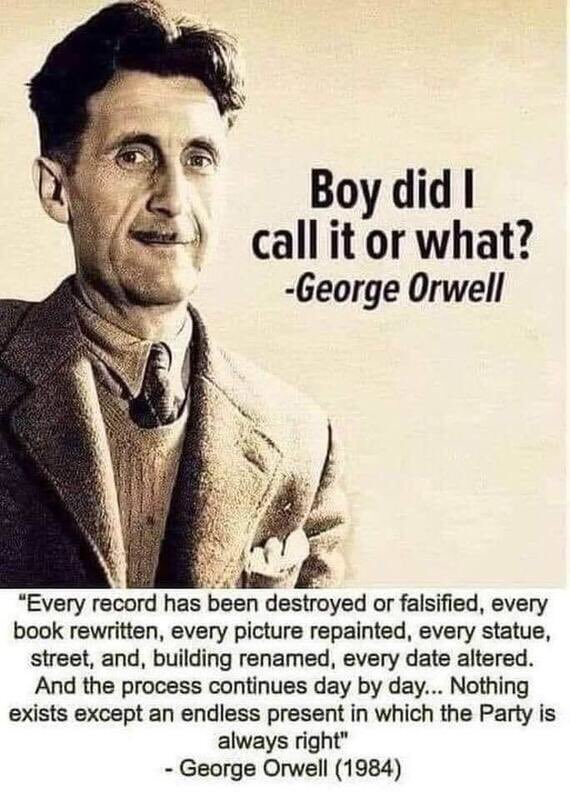 Boy did I
call it or what?
-George Orwell
"Every record has been destroyed or falsified, every
book rewritten, every picture repainted, every statue,
street, and, building renamed, every date altered.
And the process continues day by day... Nothing
exists except an endless present in which the Party is
always right"
- George Orwell (1984)